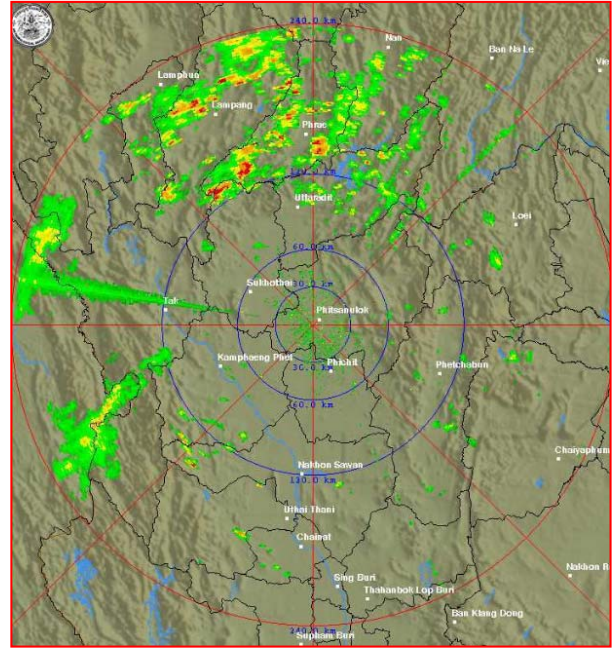 240.0 km
Nan
Ban Na Le
Lamphun
Lampang
Phrae
120.0 km
Uttaradit
Loei
60.0 km
30.0 km
Sukhothai
Tak
Phitsanulok
30.0 km
Kamphaeng Phet
Phichit
Phetchabun
60.0 km
Chaiyaphum
Nakhon Sawan
120.0 km
Uthai Thani
Chainat
Sing Buri
Thahanbok Lop Buri
Ban Klang Dong
240.0 km
Suphan Buri